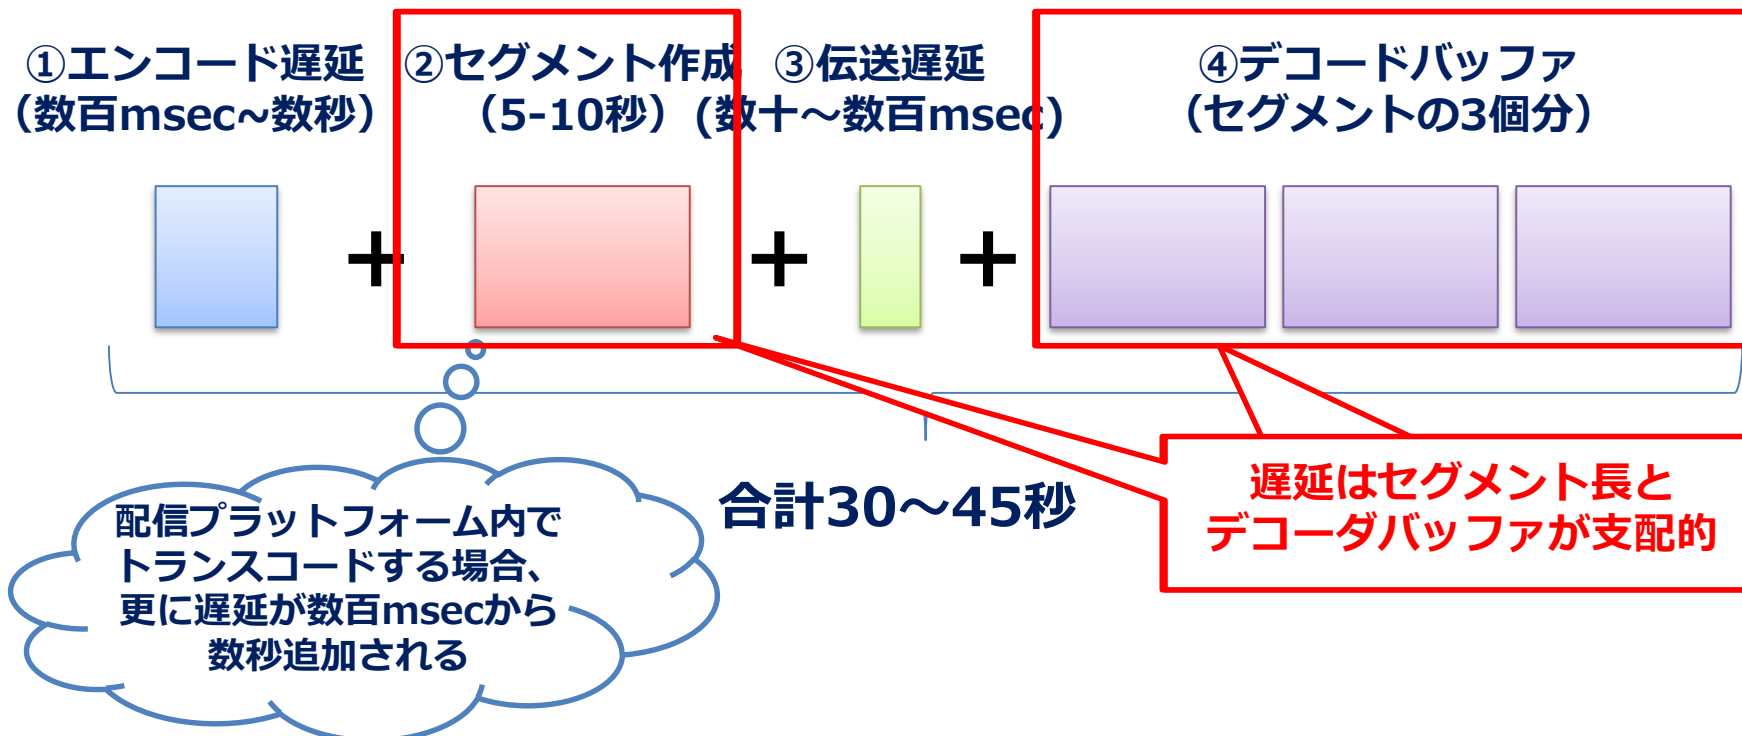 ①エンコード遅延
（数百msec~数秒）
②セグメント作成
（5-10秒）
③伝送遅延
(数十～数百msec)
④デコードバッファ
（セグメントの3個分）
+
+
+
配信プラットフォーム内で
トランスコードする場合、
更に遅延が数百msecから
数秒追加される
合計30～45秒
遅延はセグメント長と
デコーダバッファが支配的